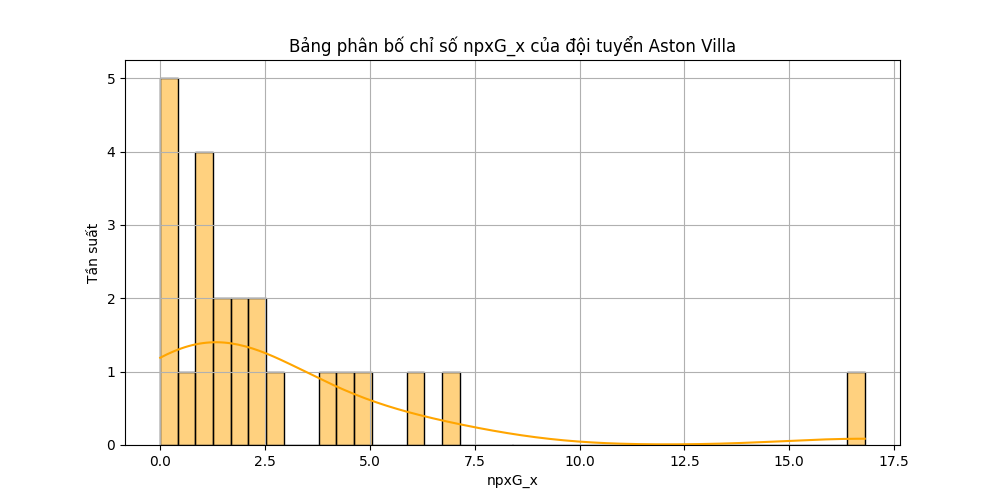 Bảng phân bố chỉ số npxG_x của đội tuyển Aston Villa
Tần suất
5
4
3
2
1
0
0.0 2.5 5.0 7.5 10.0 12.5 15.0 17.5
npxG_x